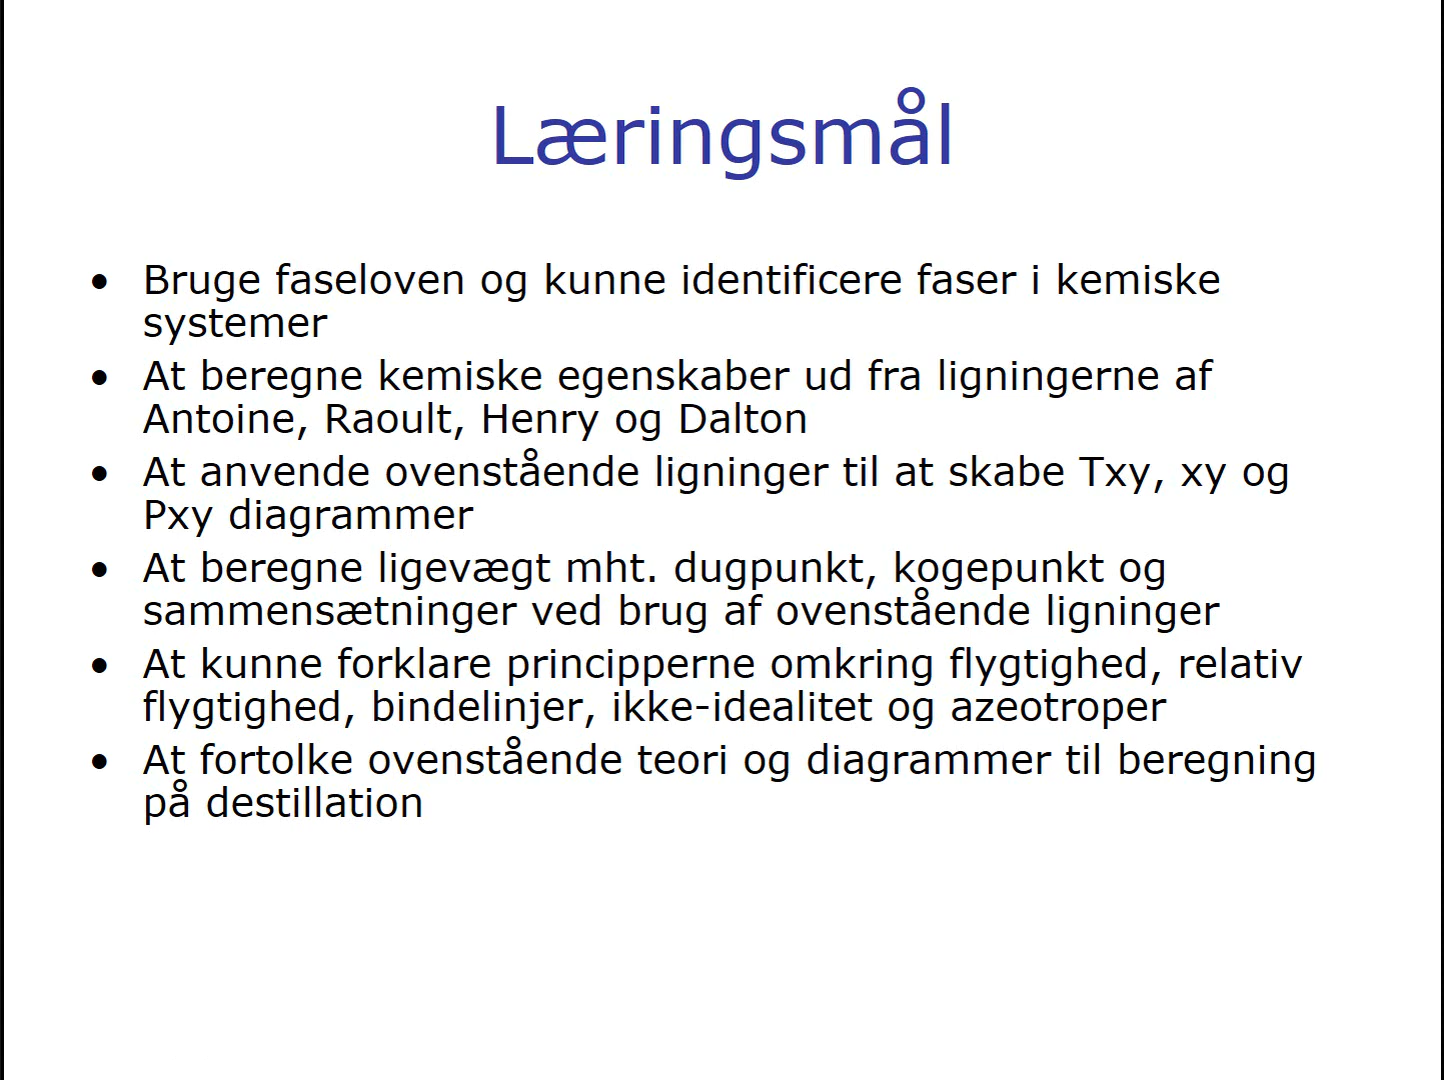 Læringsmål
• Bruge faseloven og kunne identificere faser i kemiske
systemer
• At beregne kemiske egenskaber ud fra ligningerne af
Antoine, Raoult, Henry og Dalton
• At anvende ovenstående ligninger til at skabe Txy, xy og
Pxy diagrammer
• At beregne ligevægt mht. dugpunkt, kogepunkt og
sammensætninger ved brug af ovenstående ligninger
• At kunne forklare principperne omkring flygtighed, relativ
flygtighed, bindelinjer, ikke-idealitet og azeotroper
• At fortolke ovenstående teori og diagrammer til beregning
på destillation